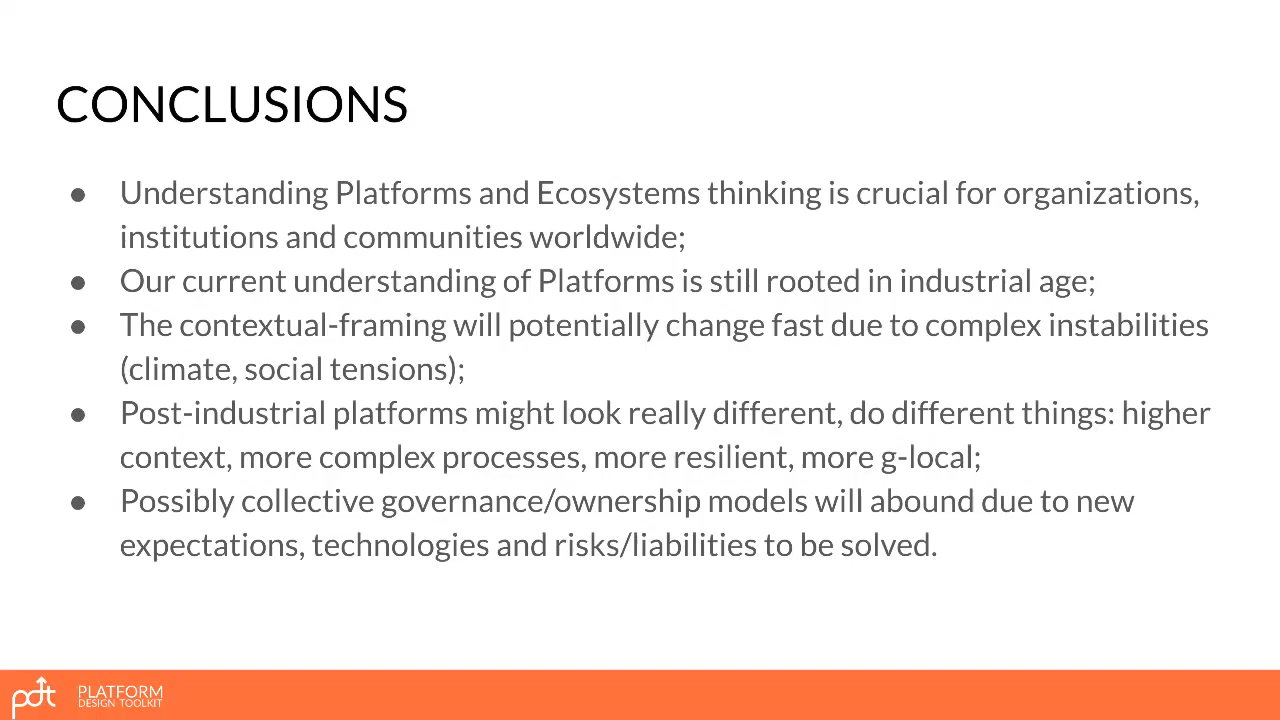 CONCLUSIONS
● Understanding Platforms and Ecosystems thinking is crucial for organizations,
institutions and communities worldwide;
● Our current understanding of Platforms is still rooted in industrial age;
● The contextual-framing will potentially change fast due to complex instabilities
(climate, social tensions);
● Post-industrial platforms might look really different, do different things: higher
context, more complex processes, more resilient, more g-local;
● Possibly collective governance/ownership models will abound due to new
expectations, technologies and risks/liabilities to be solved.
pdt PLATFORM
DESIGN TOOLKIT